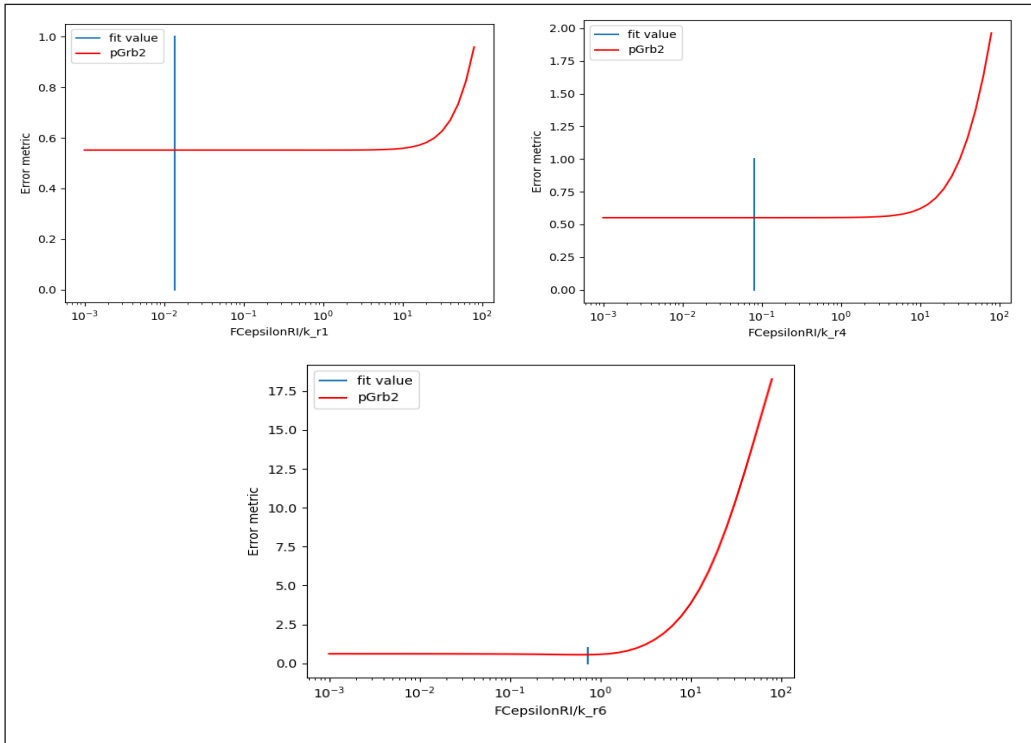 fit value
pGrb2
Error metric
1.0
0.8
0.6
0.4
0.2
0.0
10⁻³ 10⁻² 10⁻¹ 10⁰ 10¹ 10²
FCepsilonRI/k_r1
fit value
pGrb2
Error metric
2.00
1.75
1.50
1.25
1.00
0.75
0.50
0.25
0.00
10⁻³ 10⁻² 10⁻¹ 10⁰ 10¹ 10²
FCepsilonRI/k_r4
fit value
pGrb2
Error metric
17.5
15.0
12.5
10.0
7.5
5.0
2.5
0.0
10⁻³ 10⁻² 10⁻¹ 10⁰ 10¹ 10²
FCepsilonRI/k_r6